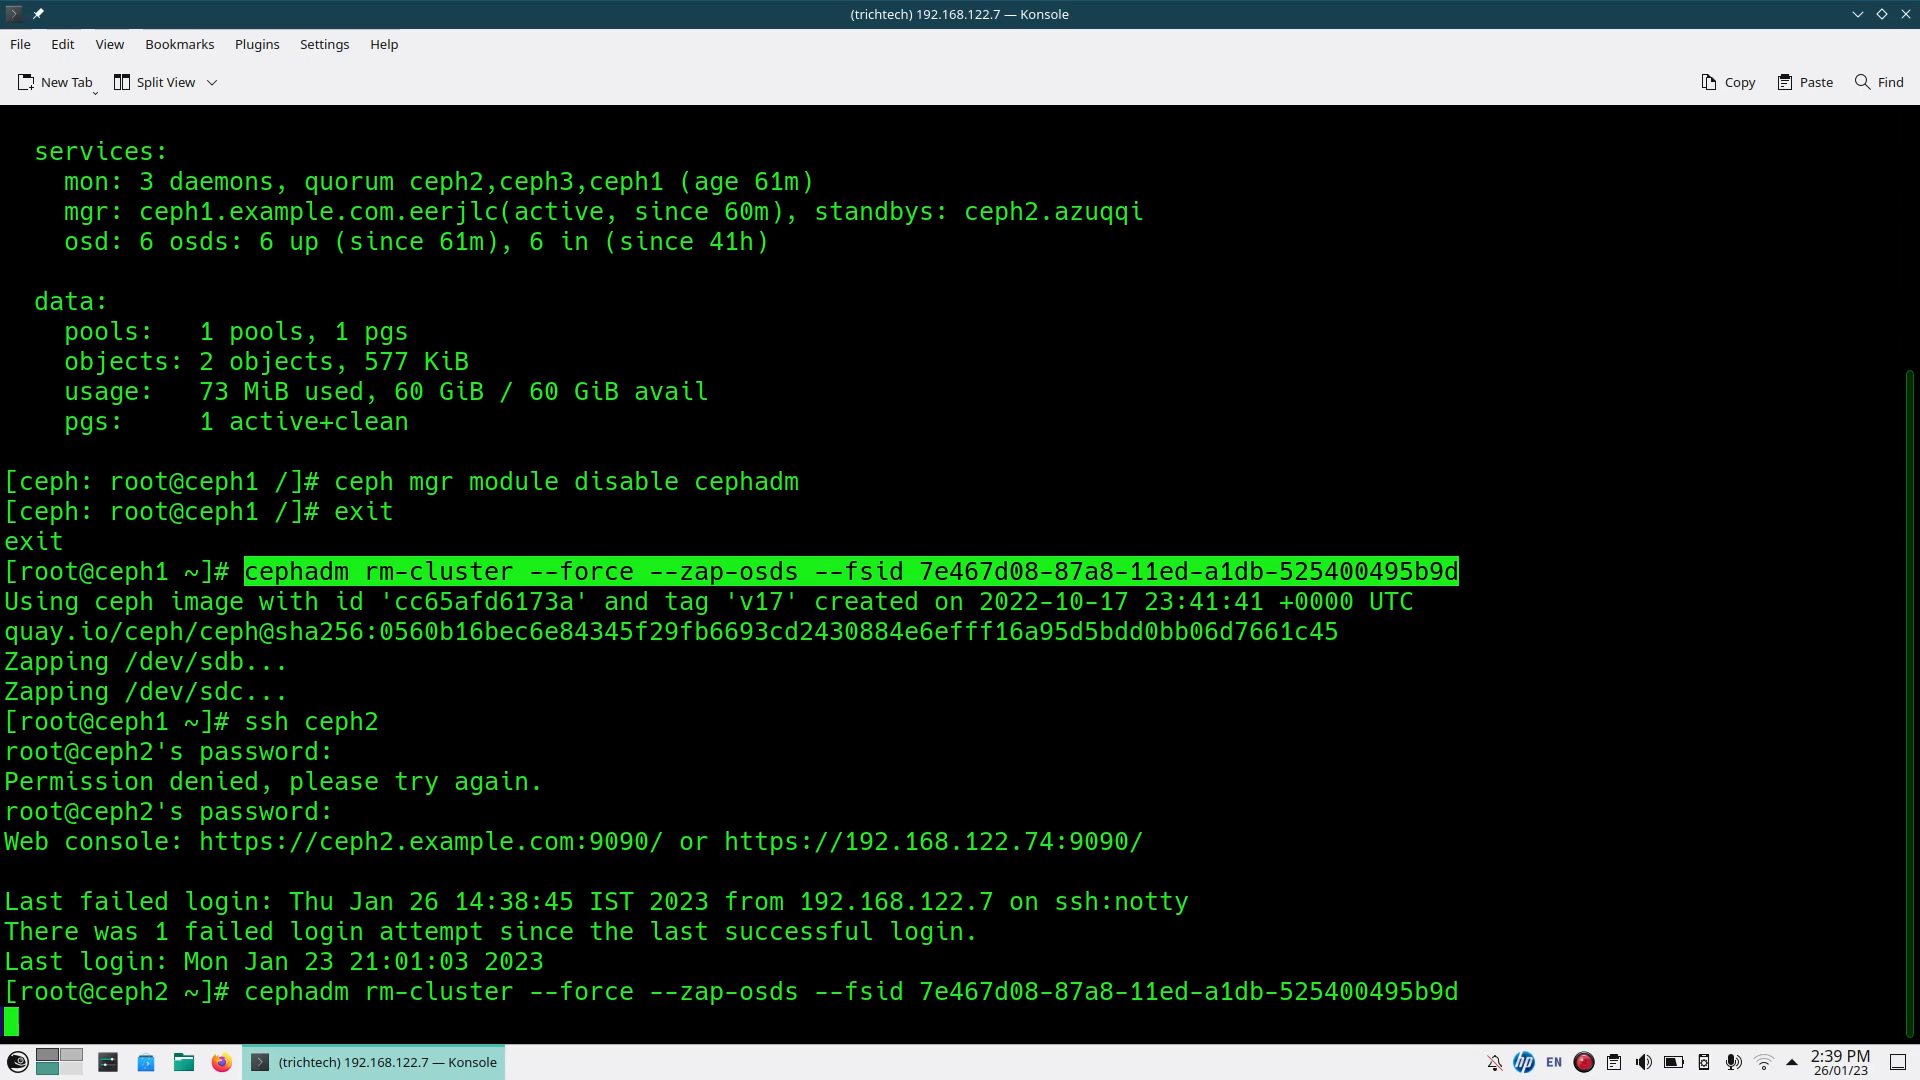 (trichtech) 192.168.122.7 — Konsole
File Edit View Bookmarks Plugins Settings Help
New Tab Split View Copy Paste Find
services:
mon: 3 daemons, quorum ceph2,ceph3,ceph1 (age 61m)
mgr: ceph1.example.com.eerjlc(active, since 60m), standbys: ceph2.azuqqi
osd: 6 osds: 6 up (since 61m), 6 in (since 41h)
data:
pools:   1 pools, 1 pgs
objects: 2 objects, 577 KiB
usage:   73 MiB used, 60 GiB / 60 GiB avail
pgs:     1 active+clean
[ceph: root@ceph1 /]# ceph mgr module disable cephadm
[ceph: root@ceph1 /]# exit
exit
[root@ceph1 ~]# cephadm rm-cluster --force --zap-osds --fsid 7e467d08-87a8-11ed-a1db-525400495b9d
Using ceph image with id 'cc65afd6173a' and tag 'v17' created on 2022-10-17 23:41:41 +0000 UTC
quay.io/ceph/ceph@sha256:0560b16bec6e84345f29fb6693cd2430884e6efff16a95d5bdd0bb06d7661c45
Zapping /dev/sdb...
Zapping /dev/sdc...
[root@ceph1 ~]# ssh ceph2
root@ceph2's password:
Permission denied, please try again.
root@ceph2's password:
Web console: https://ceph2.example.com:9090/ or https://192.168.122.74:9090/
Last failed login: Thu Jan 26 14:38:45 IST 2023 from 192.168.122.7 on ssh:notty
There was 1 failed login attempt since the last successful login.
Last login: Mon Jan 23 21:01:03 2023
[root@ceph2 ~]# cephadm rm-cluster --force --zap-osds --fsid 7e467d08-87a8-11ed-a1db-525400495b9d
(trichtech) 192.168.122.7 — Konsole
hp
EN
2:39 PM
26/01/23